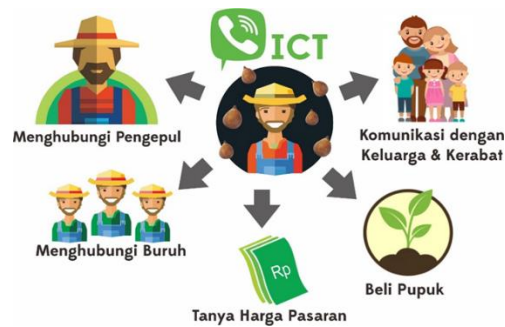 ICT
Menghubungi Pengepul
Komunikasi dengan
Keluarga & Kerabat
Menghubungi Buruh
Rp
Beli Pupuk
Tanya Harga Pasaran